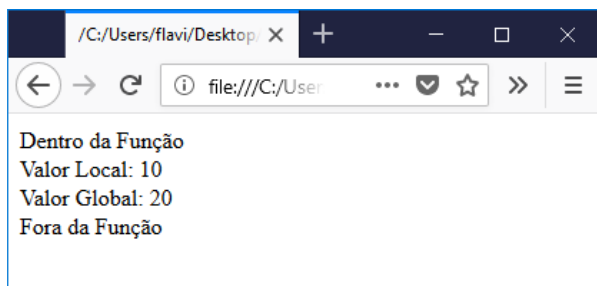 /C:/Users/flavi/Desktop/
file:///C:/User
Dentro da Função
Valor Local: 10
Valor Global: 20
Fora da Função